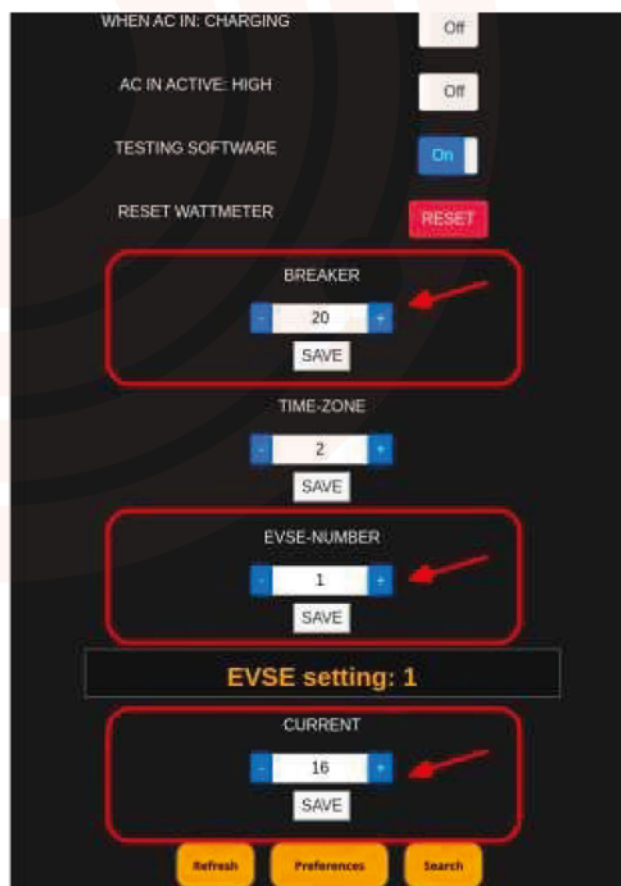 WHEN AC IN: CHARGING Off
AC IN ACTIVE: HIGH Off
TESTING SOFTWARE On
RESET WATTMETER RESET
BREAKER
- 20 +
SAVE
TIME-ZONE
- 2 +
SAVE
EVSE-NUMBER
- 1 +
SAVE
EVSE setting: 1
CURRENT
- 16 +
SAVE
Refresh Preferences Search